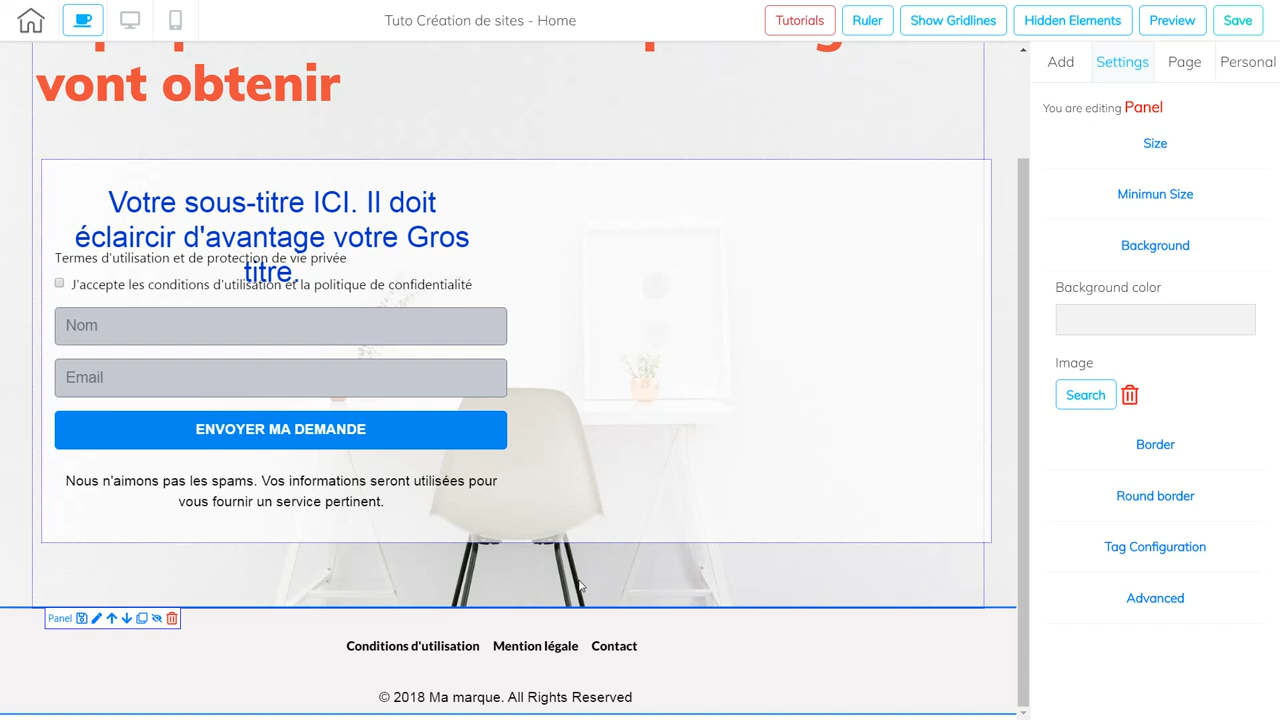 Tuto Création de sites - Home
Tutorials
Ruler
Show Gridlines
Hidden Elements
Preview
Save
Add
Settings
Page
Personal
You are editing Panel
Size
Minimun Size
Background
Background color
Image
Search
Border
Round border
Tag Configuration
Advanced
vont obtenir
Votre sous-titre ICI. Il doit
éclaircir d'avantage votre Gros
titre.
Termes d'utilisation et de protection de vie privée
J'accepte les conditions d'utilisation et la politique de confidentialité
Nom
Email
ENVOYER MA DEMANDE
Nous n'aimons pas les spams. Vos informations seront utilisées pour
vous fournir un service pertinent.
Panel
Conditions d'utilisation Mention légale Contact
© 2018 Ma marque. All Rights Reserved